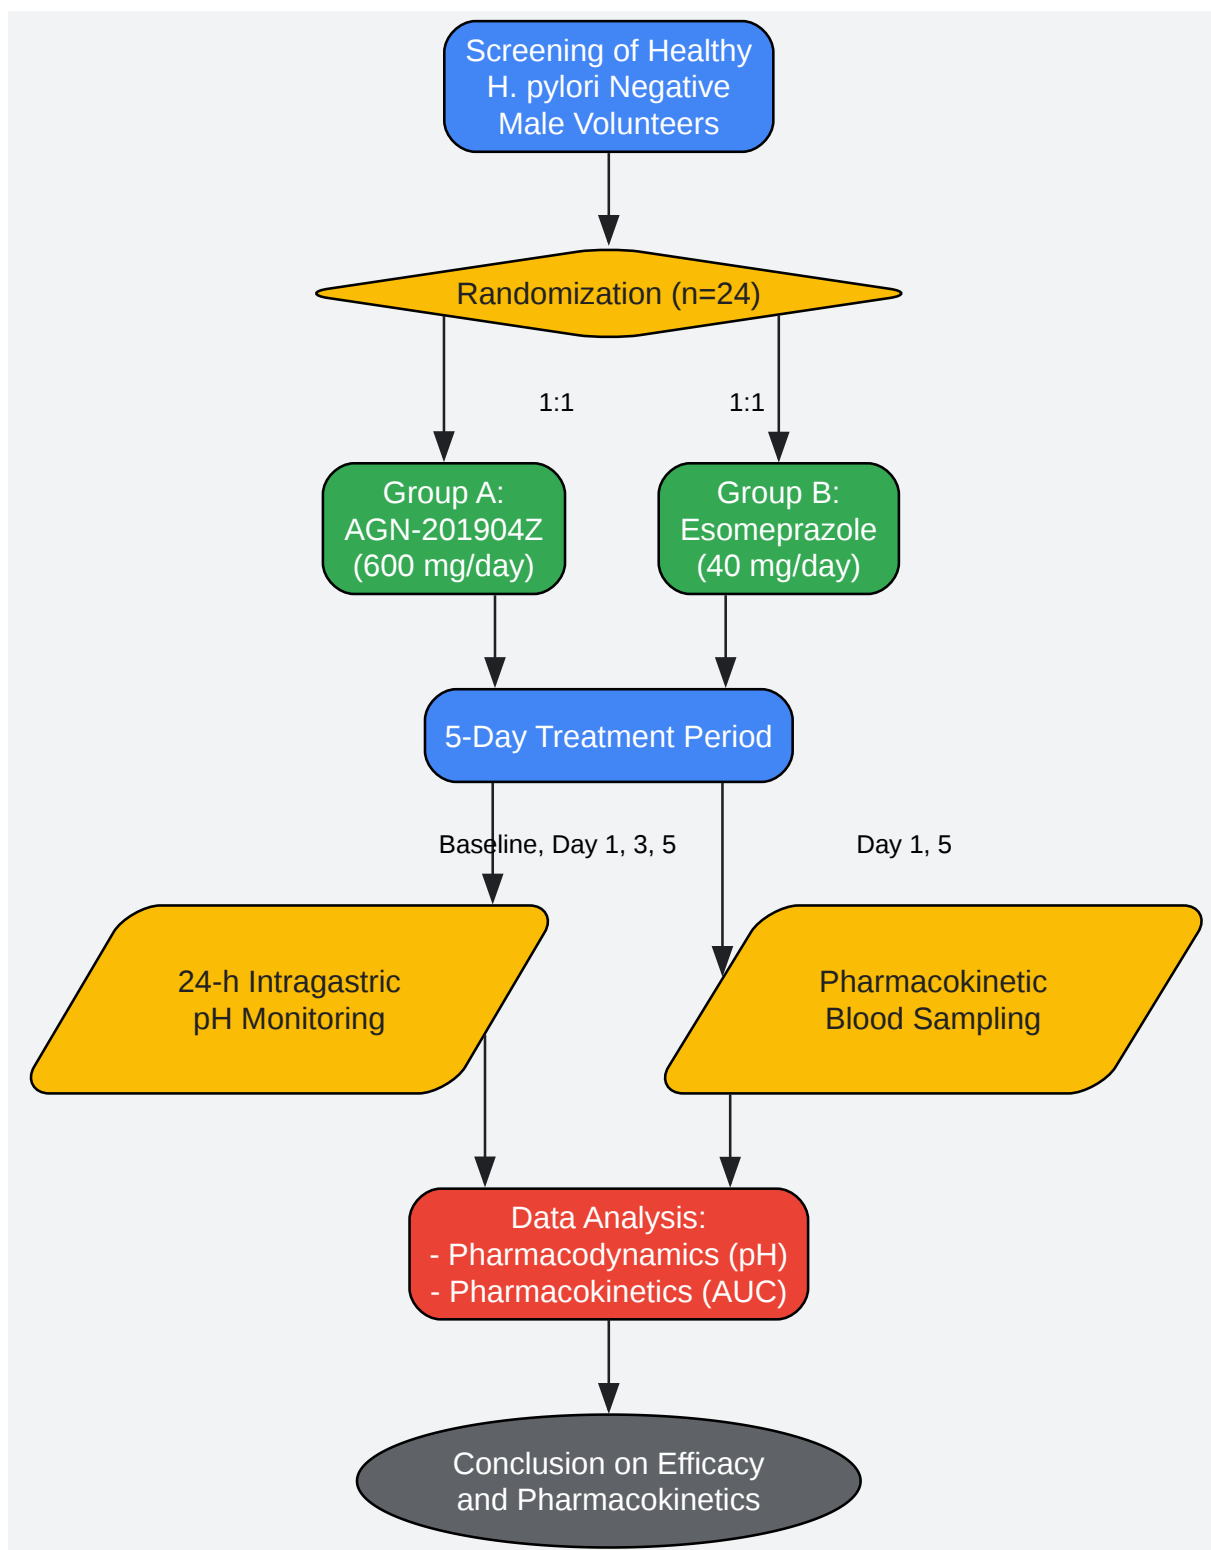 Screening of Healthy
H. pylori Negative
Male Volunteers
Randomization (n=24)
1:1
1:1
Group A:
AGN-201904Z
(600 mg/day)
Group B:
Esomeprazole
(40 mg/day)
5-Day Treatment Period
Baseline, Day 1, 3, 5
Day 1, 5
24-h Intragastric
pH Monitoring
Pharmacokinetic
Blood Sampling
Data Analysis:
- Pharmacodynamics (pH)
- Pharmacokinetics (AUC)
Conclusion on Efficacy
and Pharmacokinetics